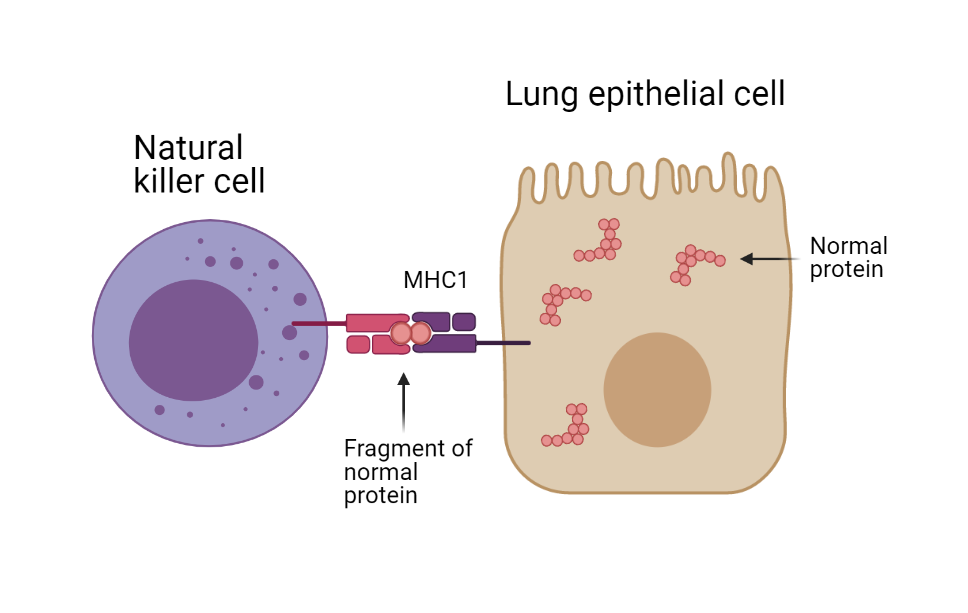 Lung epithelial cell
Natural
killer cell
Normal
protein
MHC1
Fragment of
normal
protein